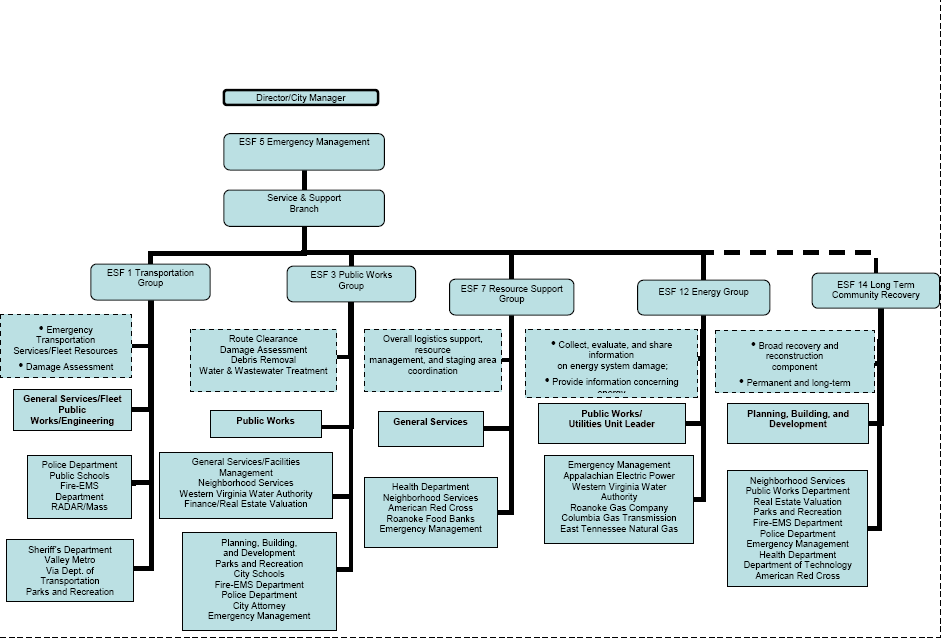 Director/City Manager
ESF 5 Emergency Management
Service & Support
Branch
ESF 1 Transportation
Group
ESF 3 Public Works
Group
ESF 7 Resource Support
Group
ESF 12 Energy Group
ESF 14 Long Term
Community Recovery
• Emergency
Transportation
Services/Fleet Resources
• Damage Assessment
General Services/Fleet
Public
Works/Engineering
Police Department
Public Schools
Fire-EMS
Department
RADAR/Mass
Sheriff's Department
Valley Metro
Via Dept. of
Transportation
Parks and Recreation
Route Clearance
Damage Assessment
Debris Removal
Water & Wastewater Treatment
Public Works
General Services/Facilities
Management
Neighborhood Services
Western Virginia Water Authority
Finance/Real Estate Valuation
Planning, Building,
and Development
Parks and Recreation
City Schools
Fire-EMS Department
Police Department
City Attorney
Emergency Management
Overall logistics support,
resource
management, and staging area
coordination
General Services
Health Department
Neighborhood Services
American Red Cross
Roanoke Food Banks
Emergency Management
• Collect, evaluate, and share
information
on energy system damage;
• Provide information concerning
energy
Public Works/
Utilities Unit Leader
Emergency Management
Appalachian Electric Power
Western Virginia Water
Authority
Roanoke Gas Company
Columbia Gas Transmission
East Tennessee Natural Gas
• Broad recovery and
reconstruction
component
• Permanent and long-term
Planning, Building, and
Development
Neighborhood Services
Public Works Department
Real Estate Valuation
Parks and Recreation
Fire-EMS Department
Police Department
Emergency Management
Health Department
Department of Technology
American Red Cross